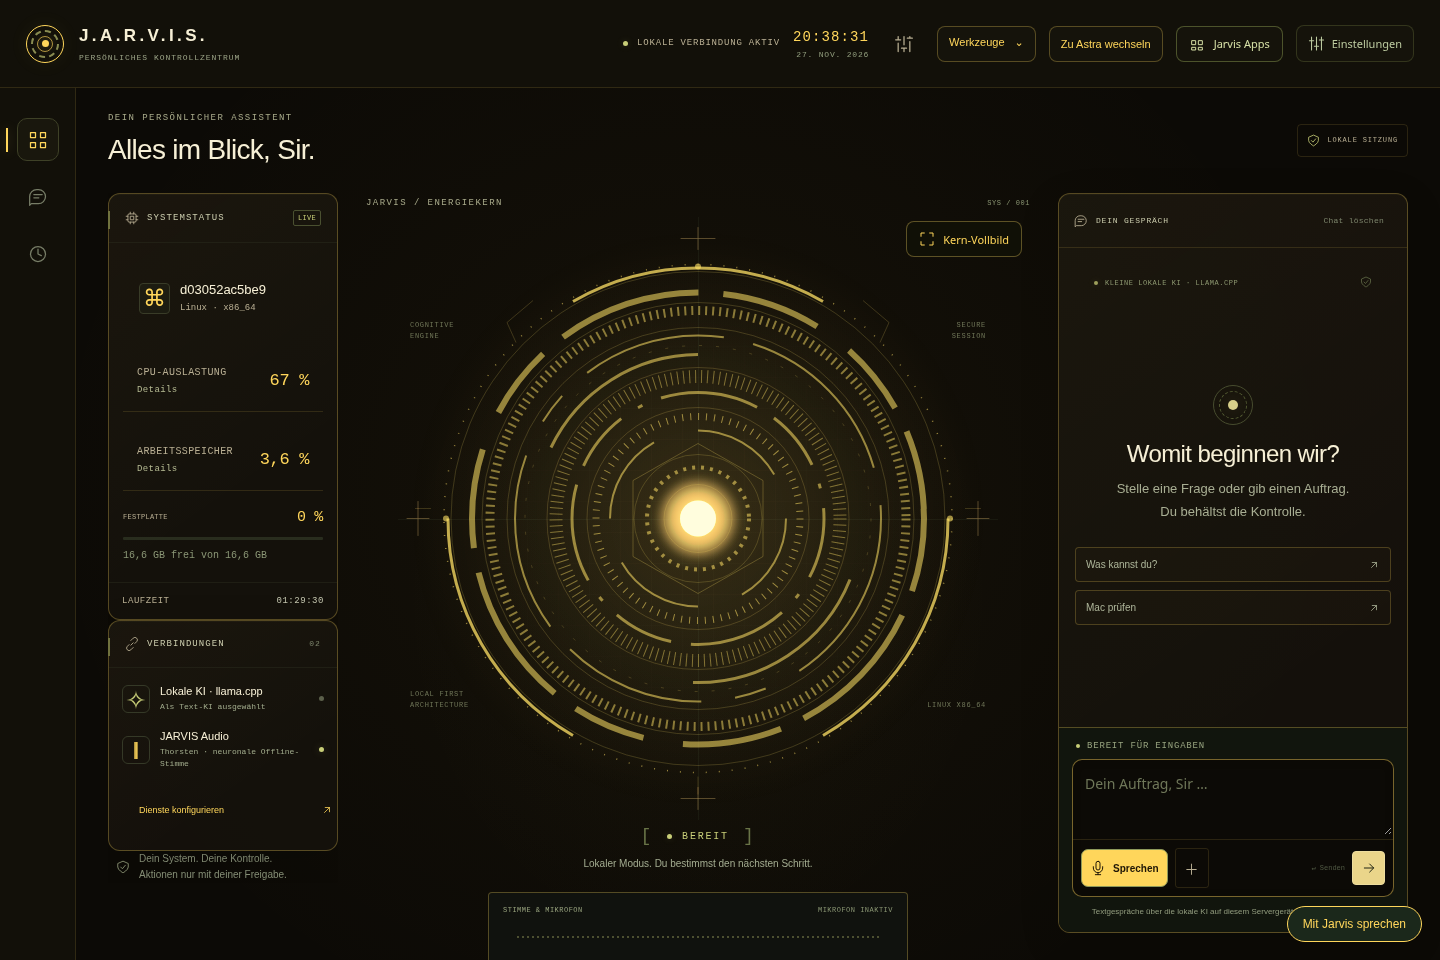 J.A.R.V.I.S.
PERSÖNLICHES KONTROLLZENTRUM
LOKALE VERBINDUNG AKTIV
20:38:31
27. NOV. 2026
Werkzeuge
Zu Astra wechseln
Jarvis Apps
Einstellungen
DEIN PERSÖNLICHER ASSISTENT
Alles im Blick, Sir.
LOKALE SITZUNG
SYSTEMSTATUS
LIVE
d03052ac5be9
Linux · x86_64
CPU-AUSLASTUNG
Details
67 %
ARBEITSSPEICHER
Details
3,6 %
FESTPLATTE
0 %
16,6 GB frei von 16,6 GB
LAUFZEIT
01:29:30
VERBINDUNGEN
02
Lokale KI · llama.cpp
Als Text-KI ausgewählt
JARVIS Audio
Thorsten · neuronale Offline-
Stimme
Dienste konfigurieren
Dein System. Deine Kontrolle.
Aktionen nur mit deiner Freigabe.
JARVIS / ENERGIEKERN
SYS / 001
Kern-Vollbild
COGNITIVE
ENGINE
SECURE
SESSION
LOCAL FIRST
ARCHITECTURE
LINUX X86_64
[ BEREIT ]
Lokaler Modus. Du bestimmst den nächsten Schritt.
STIMME & MIKROFON
MIKROFON INAKTIV
DEIN GESPRÄCH
Chat löschen
KLEINE LOKALE KI · LLAMA.CPP
Womit beginnen wir?
Stelle eine Frage oder gib einen Auftrag.
Du behältst die Kontrolle.
Was kannst du?
Mac prüfen
BEREIT FÜR EINGABEN
Dein Auftrag, Sir …
Sprechen
↵ Senden
Textgespräche über die lokale KI auf diesem
Mit Jarvis sprechen